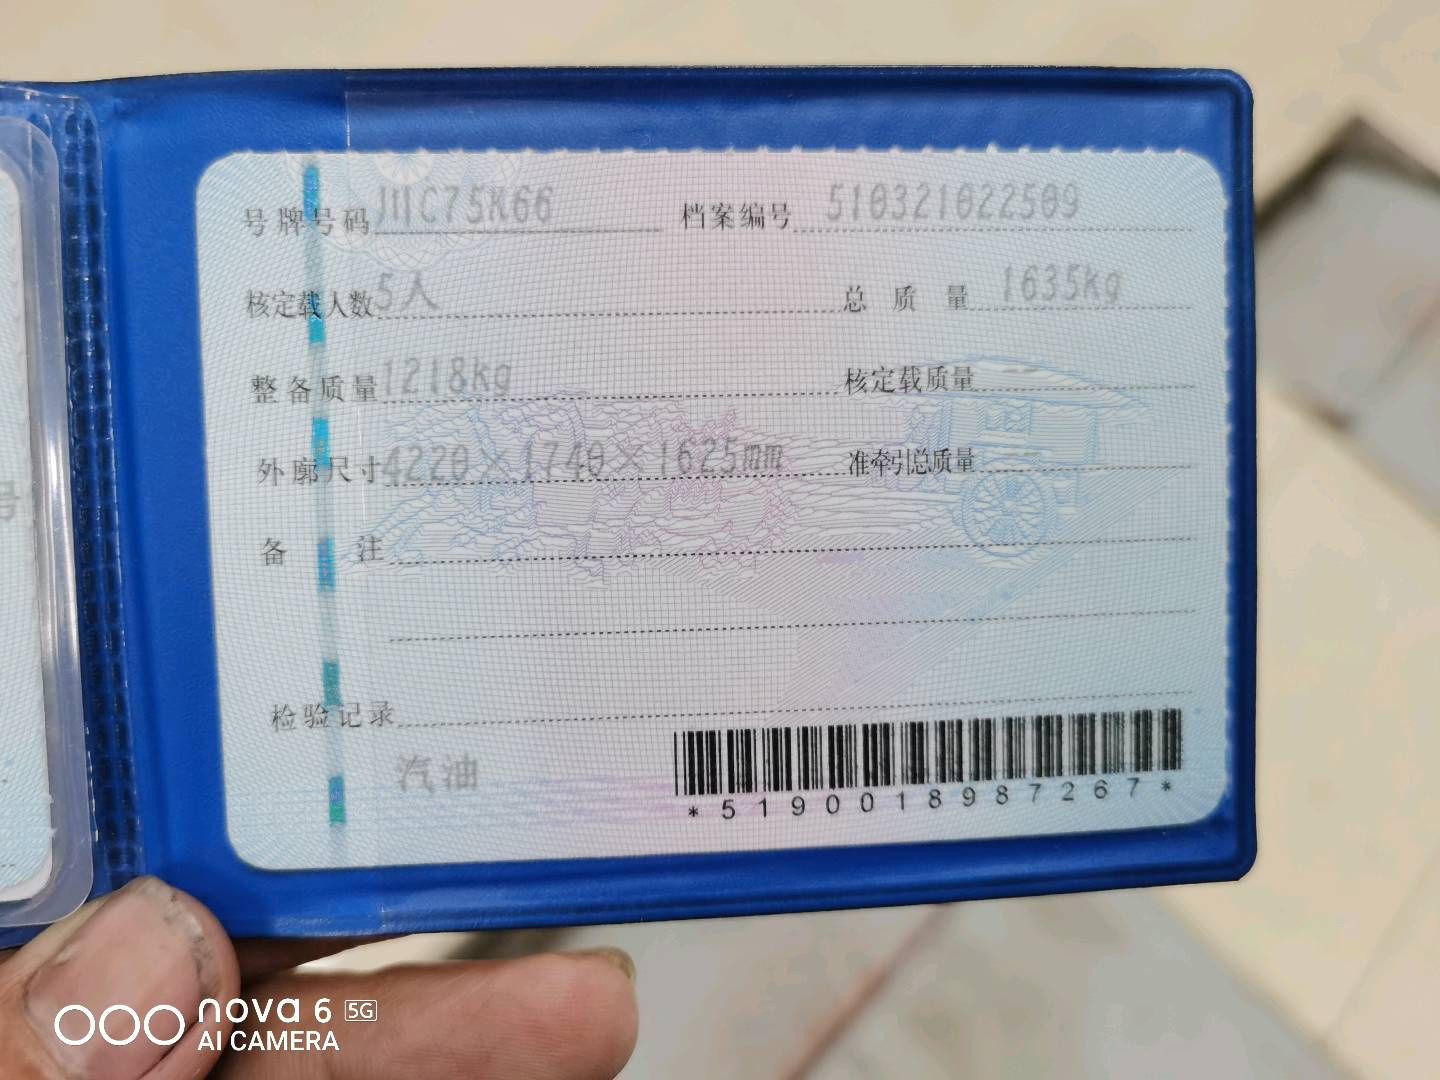 号牌号码 川C75K66 档案编号 510321022509
核定载人数 5人 总质量 1635kg
整备质量 1218kg 核定载质量 --
外廓尺寸 4220×1740×1625mm 准牵引总质量 --
备注
检验记录
汽油
*5190018987267*
号
nova 6 5G
AI CAMERA